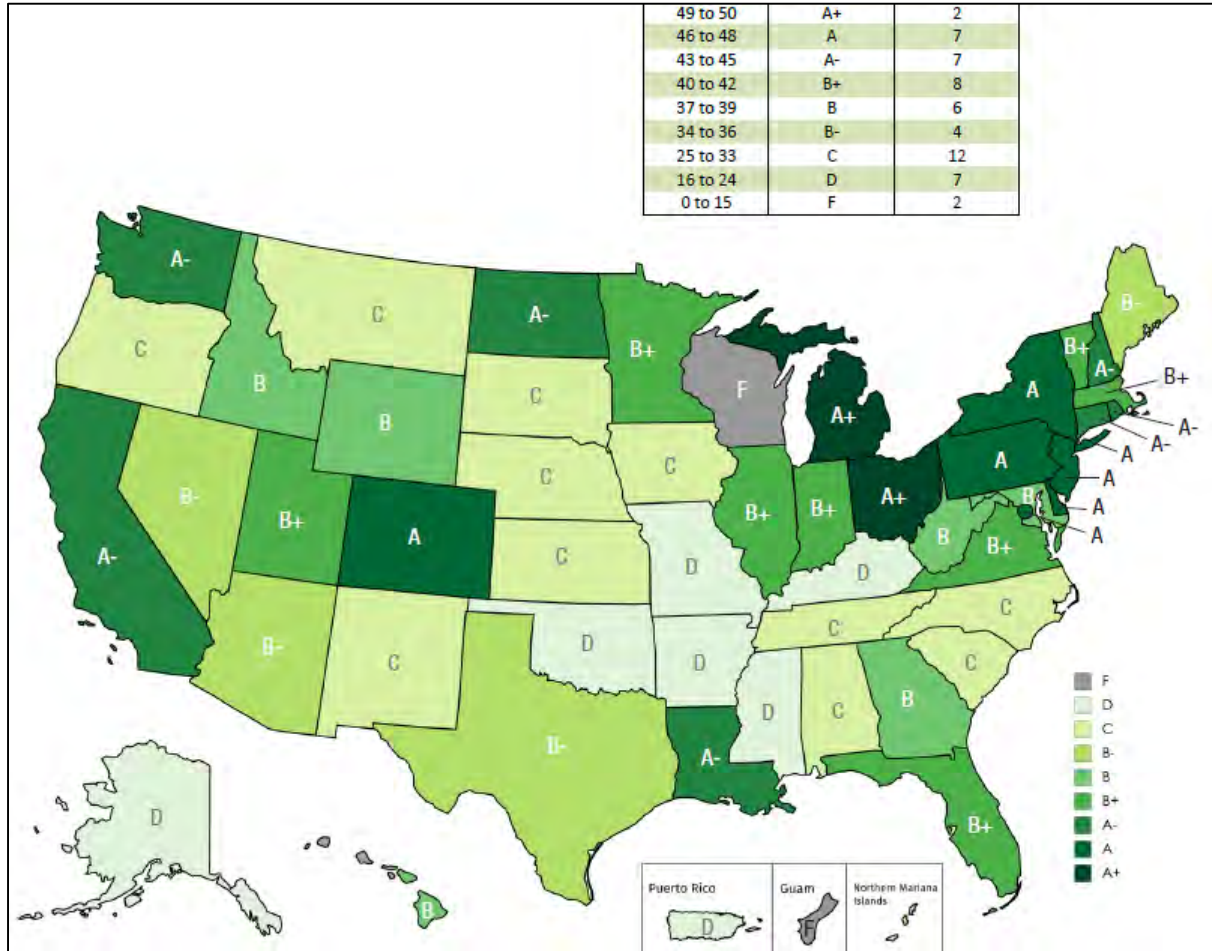 49 to 50 A+ 2
46 to 48 A 7
43 to 45 A- 7
40 to 42 B+ 8
37 to 39 B 6
34 to 36 B- 4
25 to 33 C 12
16 to 24 D 7
0 to 15 F 2
A-
C
A-
B+
F
A+
B-
B+
A-
B+
C
B
B
C
A
A-
A-
A
A
A
A
B-
B+
A
C
C
C
B+
B+
A+
A
B
B
B+
A-
D
D
C
C
B-
C
D
D
D
C
B
C
B-
A-
B+
D
B
F
D
C
B-
B
B+
A-
A
A+
Puerto Rico
D
Guam
F
Northern Mariana
Islands